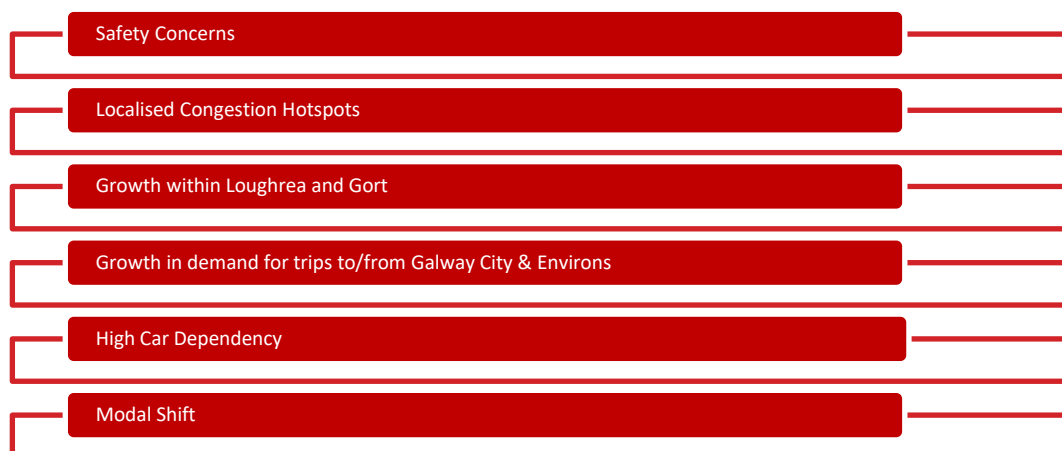 Safety Concerns
Localised Congestion Hotspots
Growth within Loughrea and Gort
Growth in demand for trips to/from Galway City & Environs
High Car Dependency
Modal Shift